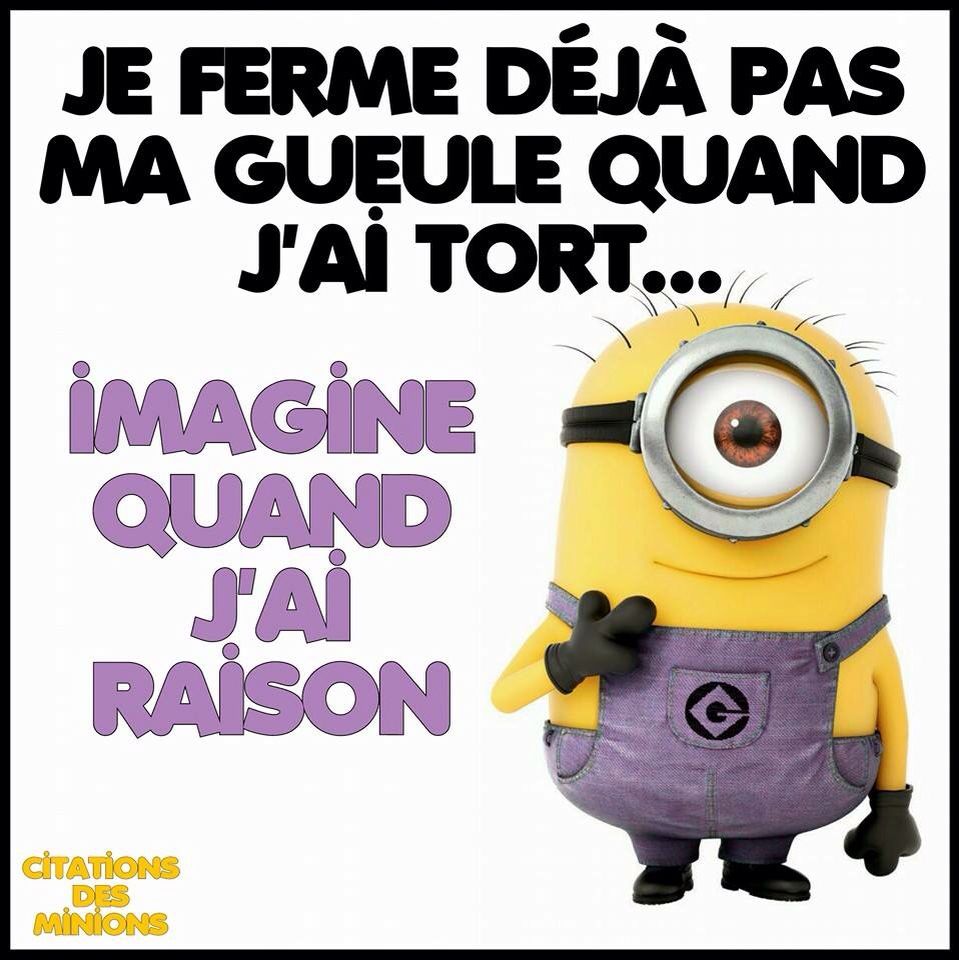 JE FERME DÉJÀ PAS
MA GUEULE QUAND
J'AI TORT...
IMAGINE
QUAND
J'AI
RAISON
G
CITATIONS
DES
MINIONS